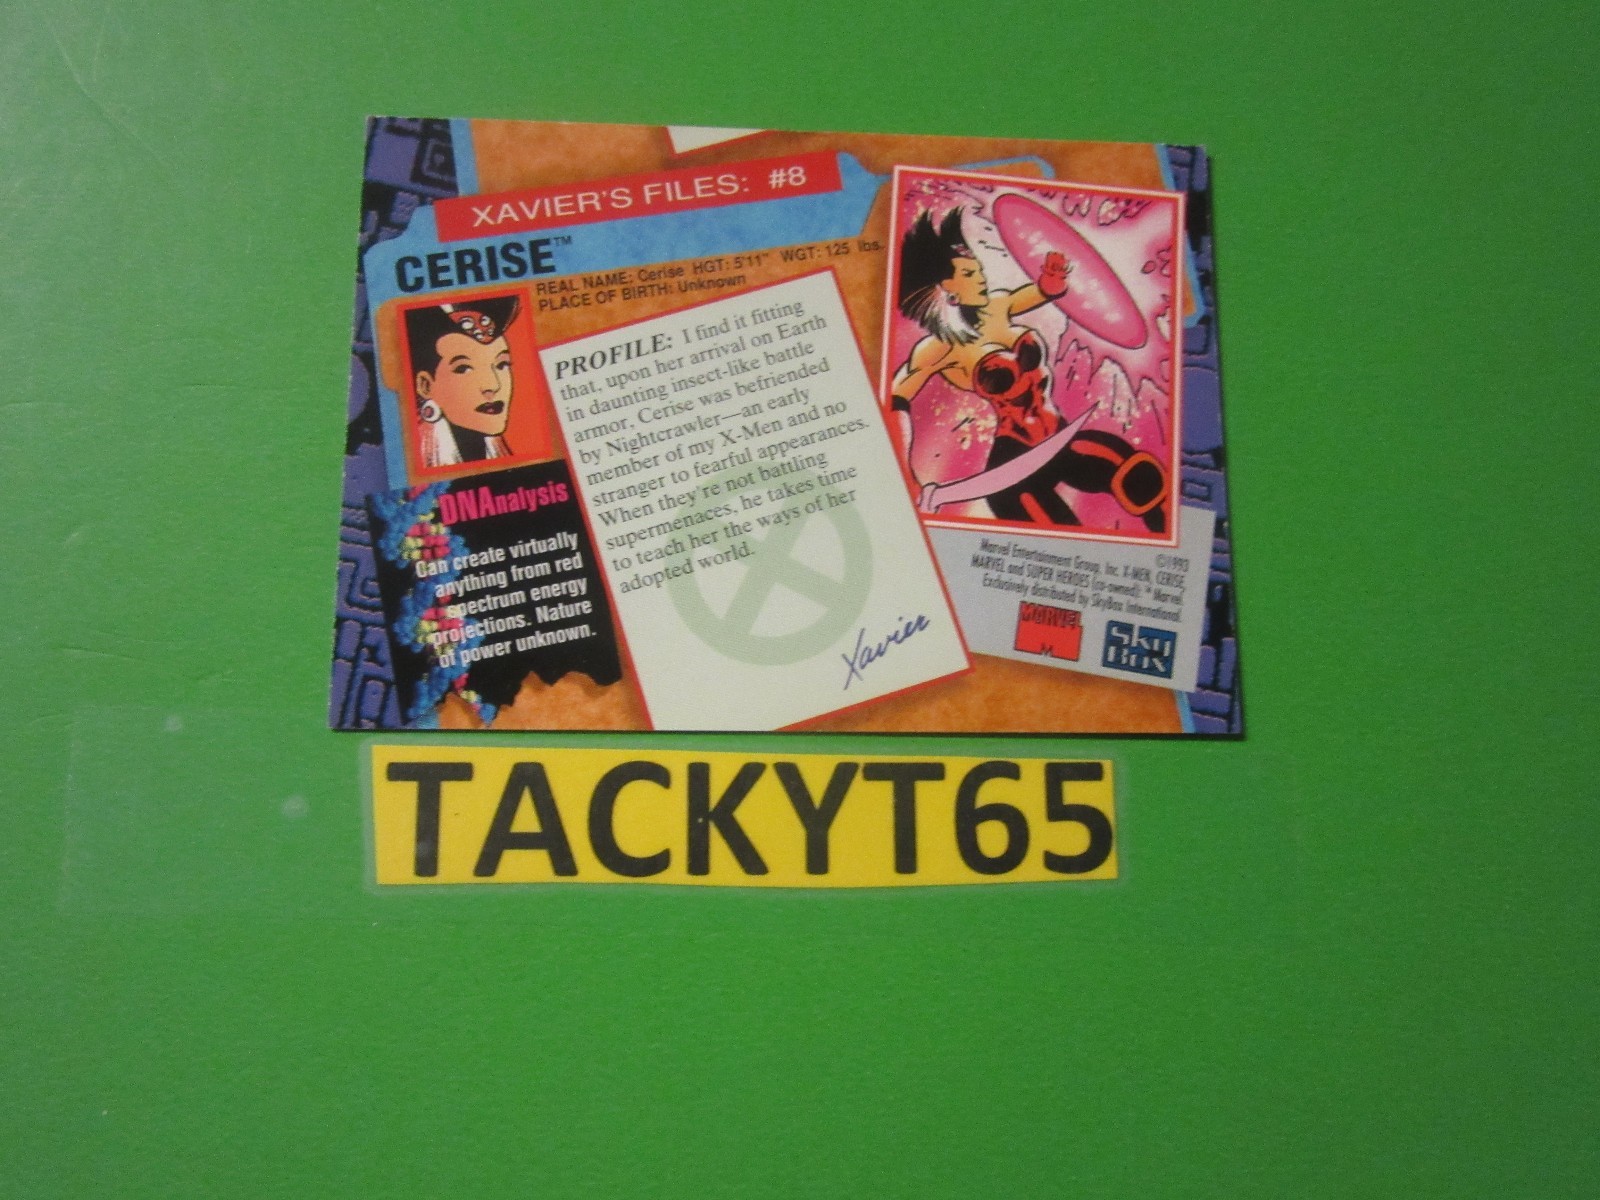 XAVIER'S FILES: #8
CERISE™
REAL NAME: Cerise HGT: 5'11" WGT: 125 lbs.
PLACE OF BIRTH: Unknown
PROFILE: I find it fitting
that, upon her arrival on Earth
in daunting insect-like battle
armor, Cerise was befriended
by Nightcrawler—an early
member of my X-Men and no
stranger to fearful appearances.
When they're not battling
supermenaces, he takes time
to teach her the ways of her
adopted world.
Xavier
DNAnalysis
Can create virtually
anything from red
spectrum energy
projections. Nature
of power unknown.
©1993
Marvel Entertainment Group, Inc. X-MEN, CERISE,
MARVEL and SUPER HEROES (co-owned): ™ Marvel.
Exclusively distributed by SkyBox International.
MARVEL
M
SKY
BOX
TACKYT65